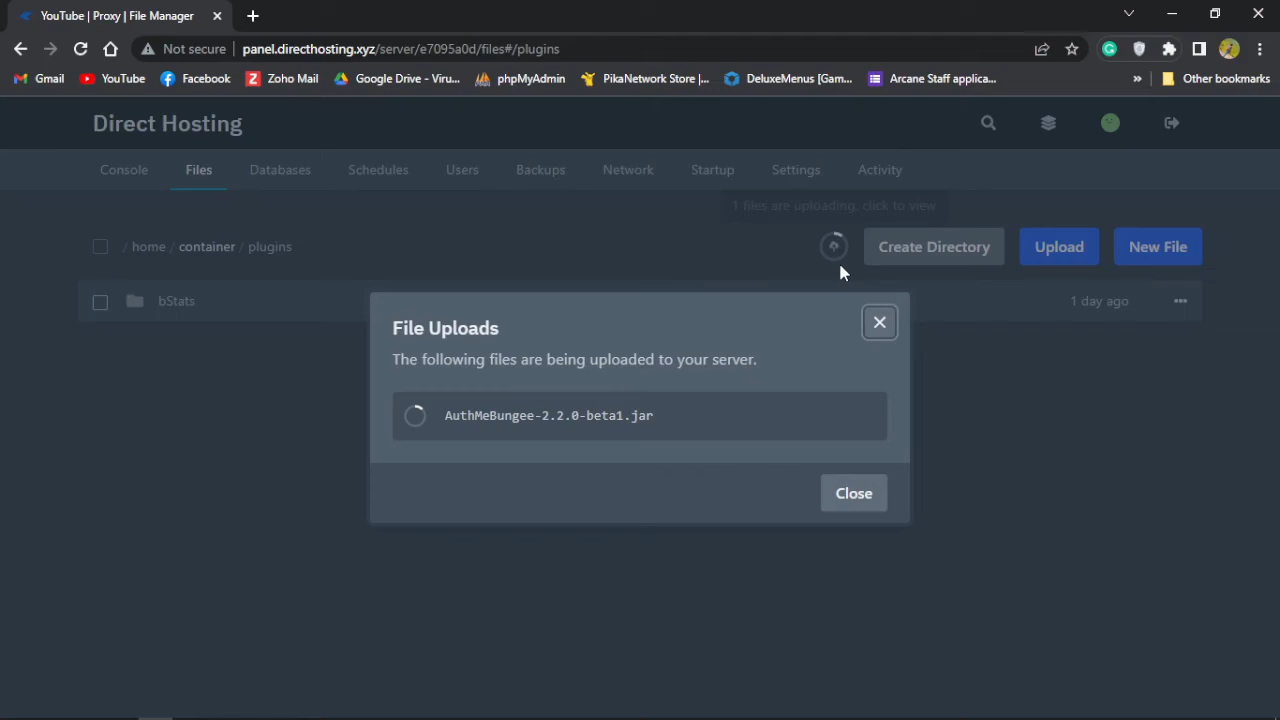 YouTube | Proxy | File Manager
Not secure panel.directhosting.xyz/server/e7095a0d/files#/plugins
Gmail YouTube Facebook Zoho Mail Google Drive - Viru... phpMyAdmin PikaNetwork Store |... DeluxeMenus [Gam... Arcane Staff applica... » Other bookmarks
Direct Hosting
Console Files Databases Schedules Users Backups Network Startup Settings Activity
1 files are uploading, click to view
/ home / container / plugins Create Directory Upload New File
bStats 1 day ago
File Uploads
The following files are being uploaded to your server.
AuthMeBungee-2.2.0-beta1.jar
Close